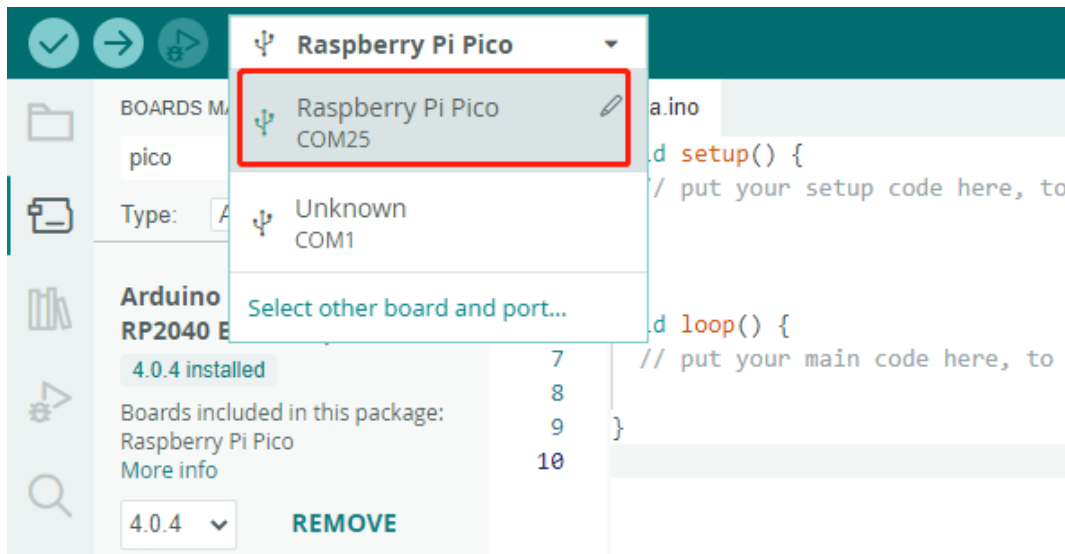 Raspberry Pi Pico
Raspberry Pi Pico
COM25
Unknown
COM1
Select other board and port...
BOARDS MA
pico
Type:
Arduino
RP2040
4.0.4 installed
Boards included in this package:
Raspberry Pi Pico
More info
4.0.4
REMOVE
a.ino
d setup() {
// put your setup code here, to
d loop() {
7 // put your main code here, to
8
9 }
10